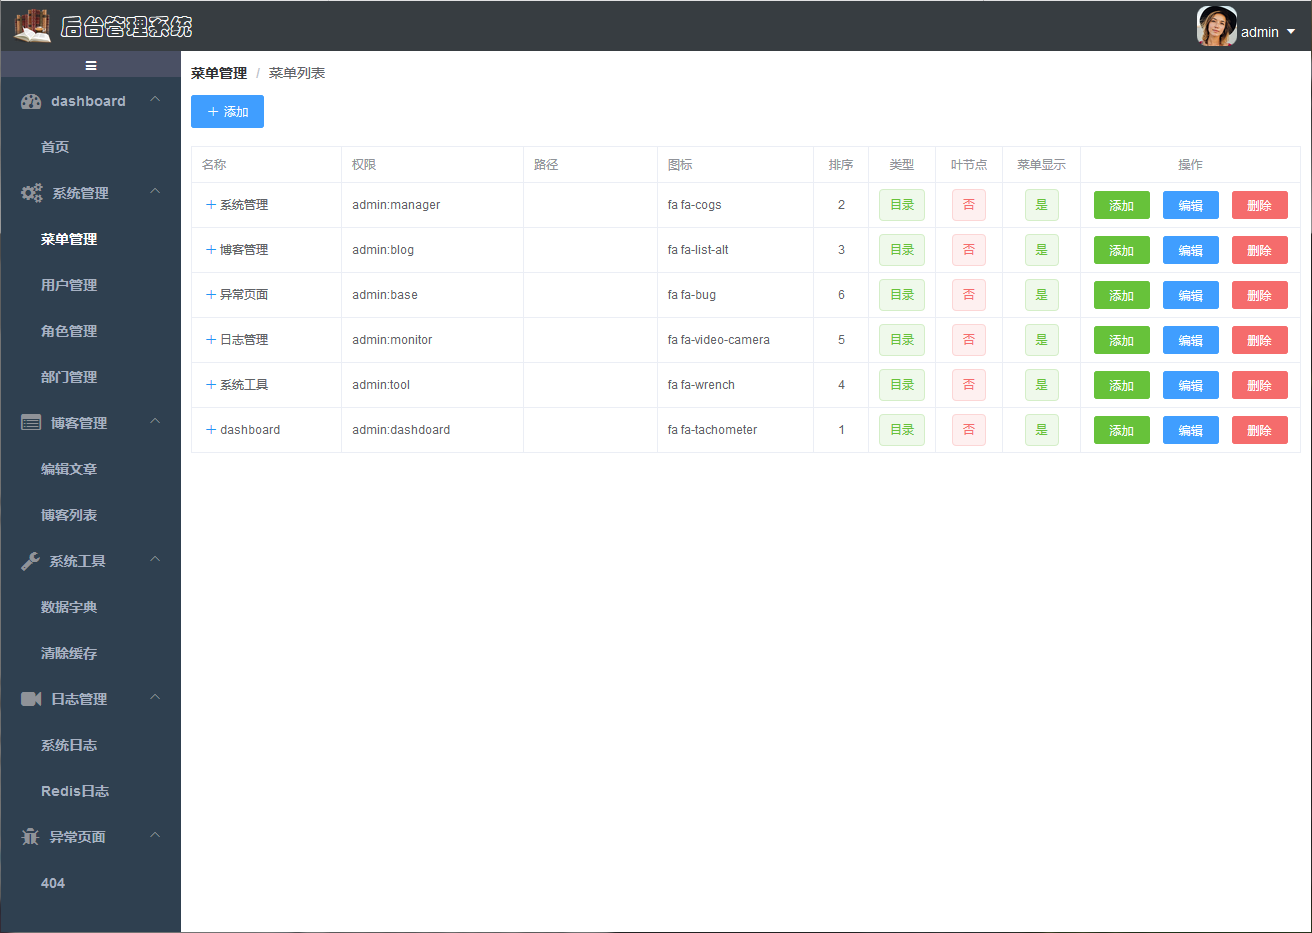 后台管理系统
admin
dashboard
首页
系统管理
菜单管理
用户管理
角色管理
部门管理
博客管理
编辑文章
博客列表
系统工具
数据字典
清除缓存
日志管理
系统日志
Redis日志
异常页面
404
菜单管理 / 菜单列表
添加
名称 权限 路径 图标 排序 类型 叶节点 菜单显示 操作
系统管理 admin:manager fa fa-cogs 2 目录 否 是 添加 编辑 删除
博客管理 admin:blog fa fa-list-alt 3 目录 否 是 添加 编辑 删除
异常页面 admin:base fa fa-bug 6 目录 否 是 添加 编辑 删除
日志管理 admin:monitor fa fa-video-camera 5 目录 否 是 添加 编辑 删除
系统工具 admin:tool fa fa-wrench 4 目录 否 是 添加 编辑 删除
dashboard admin:dashdoard fa fa-tachometer 1 目录 否 是 添加 编辑 删除